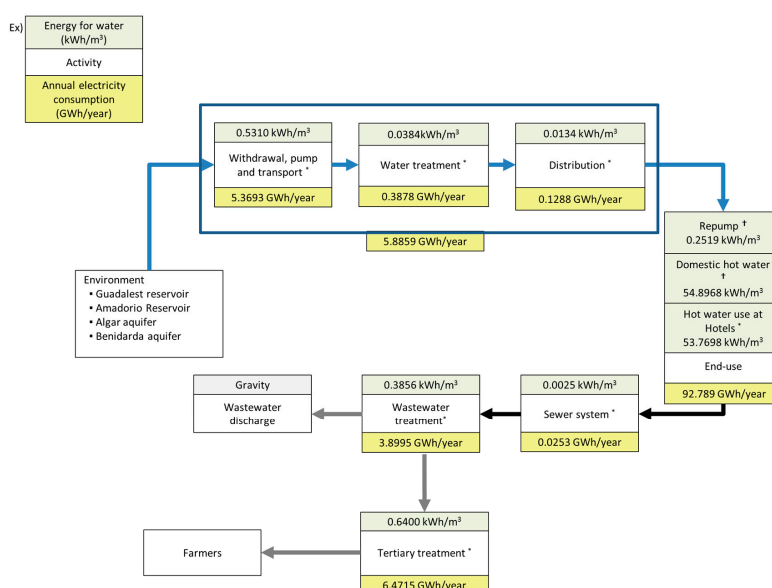 Ex)
Energy for water
(kWh/m³)
Activity
Annual electricity
consumption
(GWh/year)
0.5310 kWh/m³
Withdrawal, pump
and transport *
5.3693 GWh/year
0.0384kWh/m³
Water treatment *
0.3878 GWh/year
0.0134 kWh/m³
Distribution *
0.1288 GWh/year
5.8859 GWh/year
Environment
• Guadalest reservoir
• Amadorio Reservoir
• Algar aquifer
• Benidarda aquifer
Repump †
0.2519 kWh/m³
Domestic hot water
†
54.8968 kWh/m³
Hot water use at
Hotels *
53.7698 kWh/m³
End-use
92.789 GWh/year
Gravity
Wastewater
discharge
0.3856 kWh/m³
Wastewater
treatment*
3.8995 GWh/year
0.0025 kWh/m³
Sewer system *
0.0253 GWh/year
0.6400 kWh/m³
Tertiary treatment *
6.4715 GWh/year
Farmers